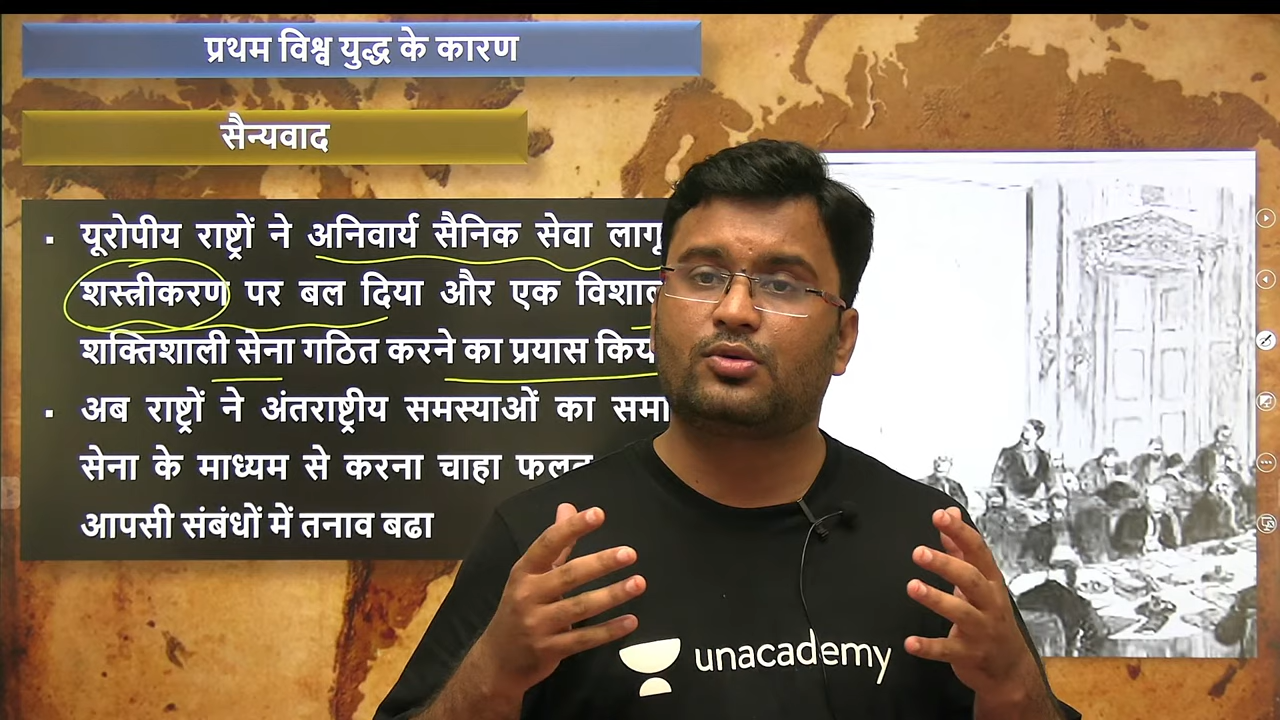 प्रथम विश्व युद्ध के कारण
सैन्यवाद
▪ यूरोपीय राष्ट्रों ने अनिवार्य सैनिक सेवा लागू
शस्त्रीकरण पर बल दिया और एक
शक्तिशाली सेना गठित करने का प्रयास
▪ अब राष्ट्रों ने अंतराष्ट्रीय समस्याओं का
सेना के माध्यम से करना चाहा
आपसी संबंधों में तनाव बढा
unacademy